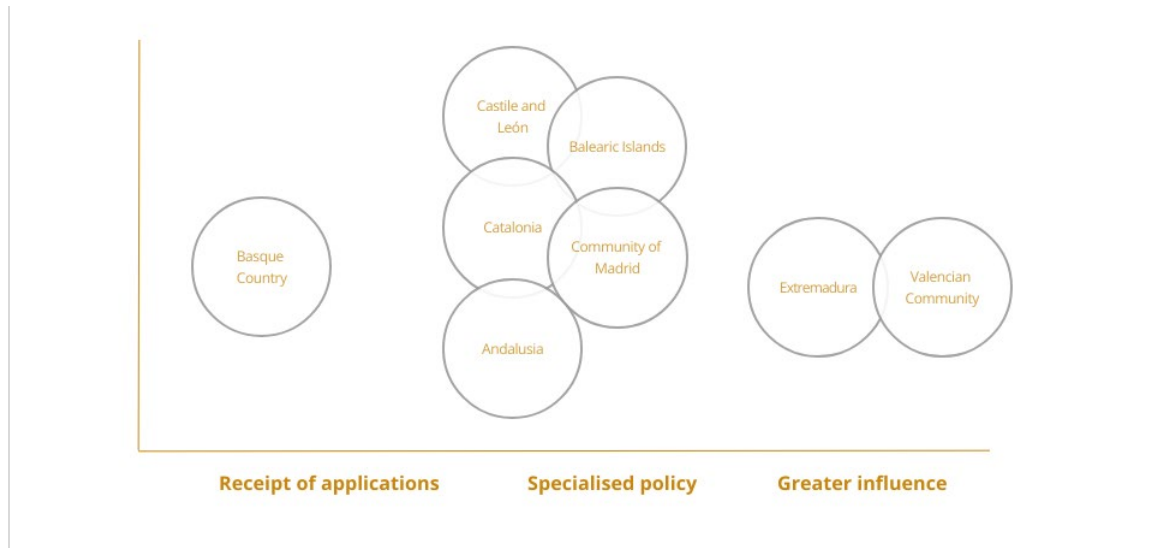 Castile and
León
Balearic Islands
Catalonia
Community of
Madrid
Basque
Country
Extremadura
Valencian
Community
Andalusia
Receipt of applications
Specialised policy
Greater influence